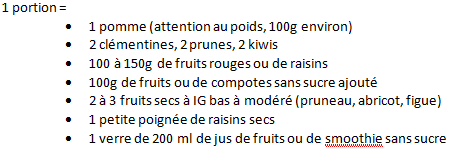 1 portion =
• 1 pomme (attention au poids, 100g environ)
• 2 clémentines, 2 prunes, 2 kiwis
• 100 à 150g de fruits rouges ou de raisins
• 100g de fruits ou de compotes sans sucre ajouté
• 2 à 3 fruits secs à IG bas à modéré (pruneau, abricot, figue)
• 1 petite poignée de raisins secs
• 1 verre de 200 ml de jus de fruits ou de smoothie sans sucre